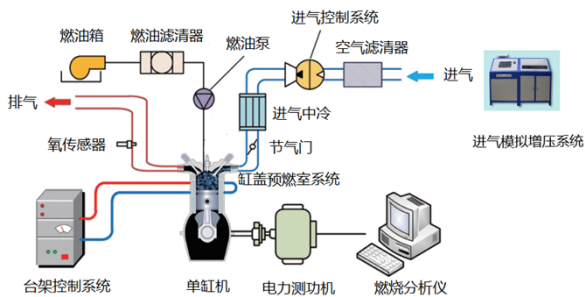 进气控制系统
燃油箱
燃油滤清器
燃油泵
空气滤清器
进气
排气
进气中冷
进气模拟增压系统
氧传感器
节气门
缸盖预燃室系统
台架控制系统
单缸机
电力测功机
燃烧分析仪